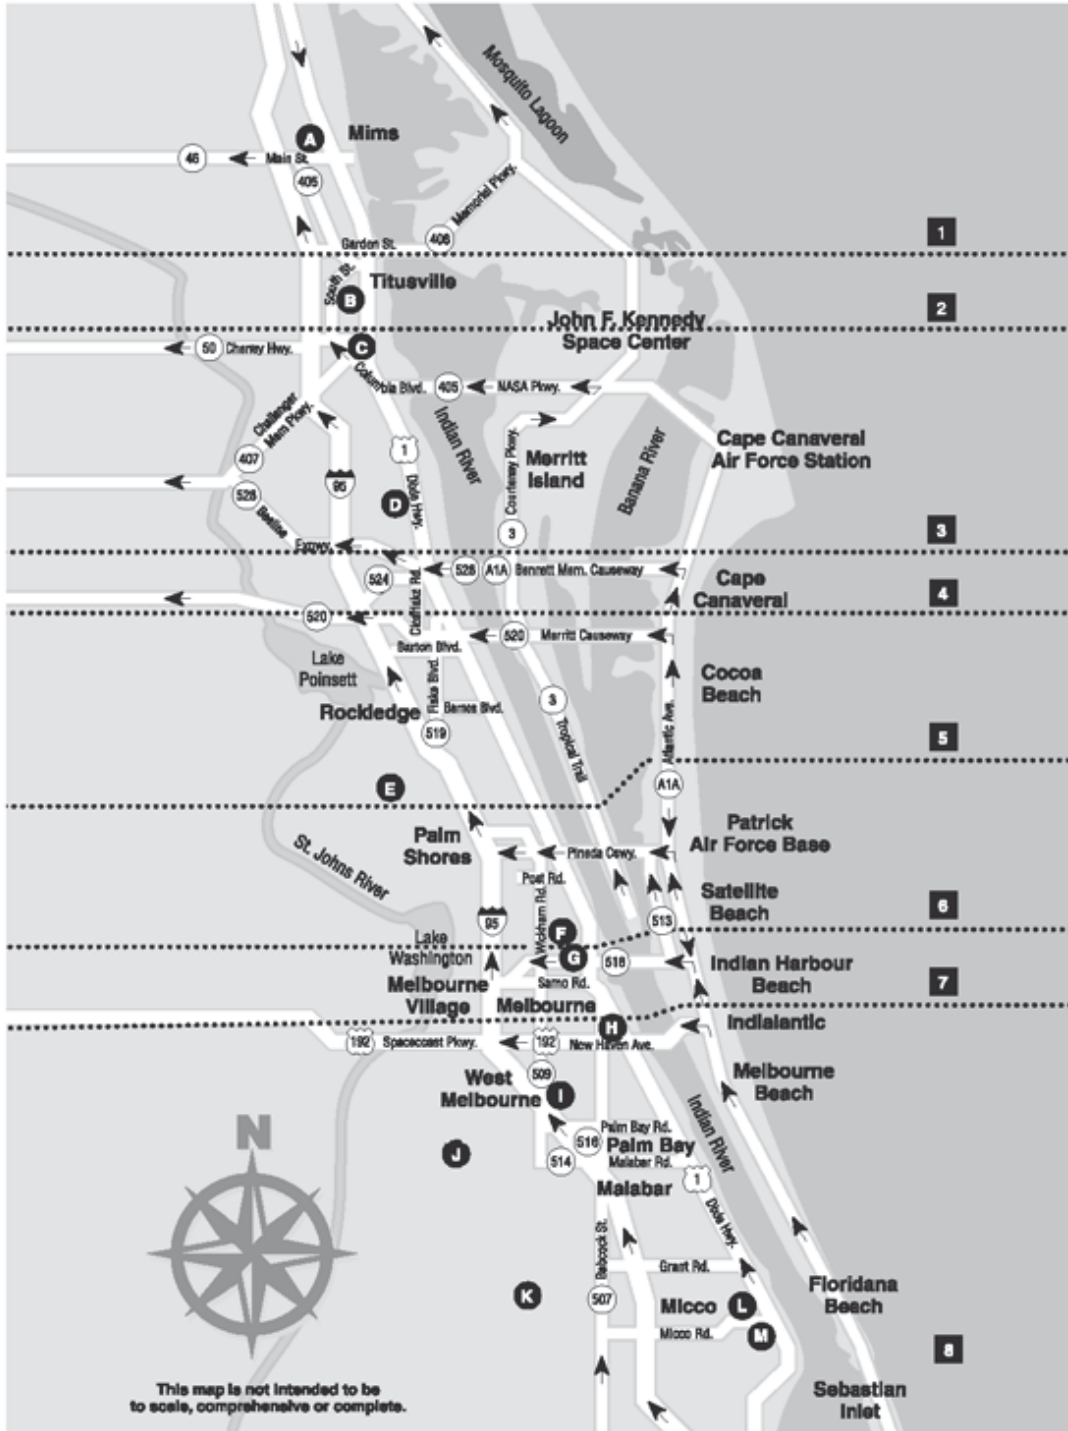 Mosquito Lagoon
A
Mims
46
Main St.
405
Memorial Pkwy.
406
Garden St.
1
South St.
Titusville
B
2
John F. Kennedy
Space Center
50
Cheney Hwy.
C
Columbia Blvd.
405
NASA Pkwy.
Challenger
Mem Pkwy.
Indian River
Courtenay Pkwy.
Merritt
Island
Banana River
Cape Canaveral
Air Force Station
1
407
528
Beeline
95
D
Dixie Hwy.
3
3
Expwy.
524
528
A1A
Bennett Mem. Causeway
Cape
Canaveral
4
520
Clearlake Rd.
Barton Blvd.
520
Merritt Causeway
Lake
Poinsett
Fiske Blvd.
Cocoa
Beach
Rockledge
Barnes Blvd.
519
3
Tropical Trail
Atlantic Ave.
5
E
A1A
Palm
Shores
Pineda Cswy.
Patrick
Air Force Base
St. Johns River
Post Rd.
Wickham Rd.
95
Satellite
Beach
513
6
F
Lake
Washington
G
518
Sarno Rd.
Indian Harbour
Beach
7
Melbourne
Village
Melbourne
H
Indialantic
192
Spacecoast Pkwy.
192
New Haven Ave.
West
Melbourne
509
I
Melbourne
Beach
Indian River
N
J
Palm Bay Rd.
516
Palm Bay
514
Malabar Rd.
Malabar
1
Dixie Hwy.
Babcock St.
Grant Rd.
K
507
Micco
L
Micco Rd.
M
Floridana
Beach
8
Sebastian
Inlet
This map is not intended to be
to scale, comprehensive or complete.